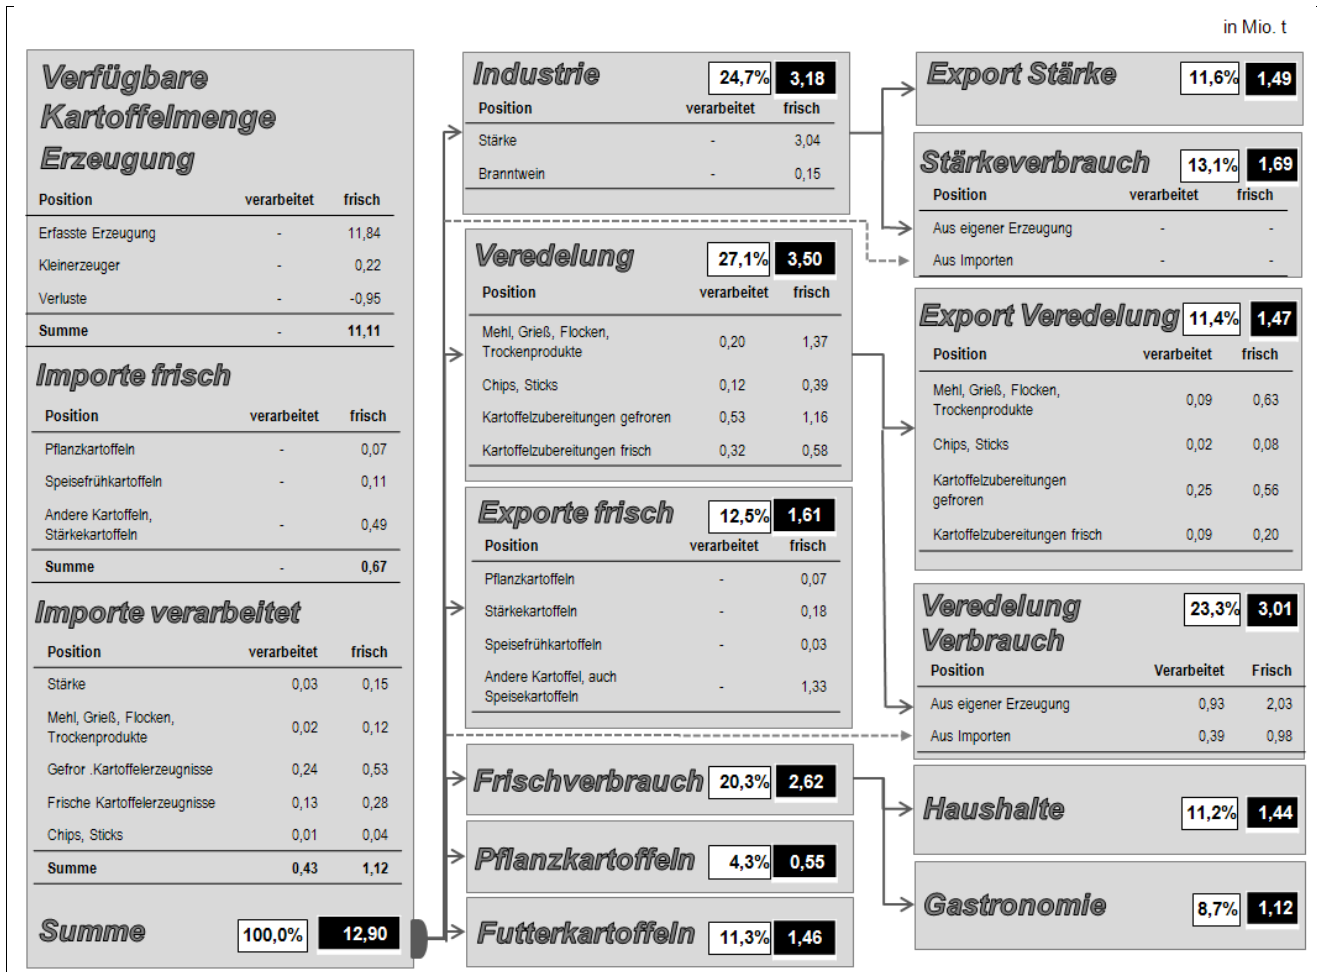 in Mio. t
Verfügbare
Kartoffelmenge
Erzeugung
Position verarbeitet frisch
Erfasste Erzeugung - 11,84
Kleinerzeuger - 0,22
Verluste - -0,95
Summe - 11,11
Importe frisch
Position verarbeitet frisch
Pflanzkartoffeln - 0,07
Speisefrühkartoffeln - 0,11
Andere Kartoffeln,
Stärkekartoffeln - 0,49
Summe - 0,67
Importe verarbeitet
Position verarbeitet frisch
Stärke 0,03 0,15
Mehl, Grieß, Flocken,
Trockenprodukte 0,02 0,12
Gefror .Kartoffelerzeugnisse 0,24 0,53
Frische Kartoffelerzeugnisse 0,13 0,28
Chips, Sticks 0,01 0,04
Summe 0,43 1,12
Summe 100,0% 12,90
Industrie 24,7% 3,18
Position verarbeitet frisch
Stärke - 3,04
Branntwein - 0,15
Veredelung 27,1% 3,50
Position verarbeitet frisch
Mehl, Grieß, Flocken,
Trockenprodukte 0,20 1,37
Chips, Sticks 0,12 0,39
Kartoffelzubereitungen gefroren 0,53 1,16
Kartoffelzubereitungen frisch 0,32 0,58
Exporte frisch 12,5% 1,61
Position verarbeitet frisch
Pflanzkartoffeln - 0,07
Stärkekartoffeln - 0,18
Speisefrühkartoffeln - 0,03
Andere Kartoffel, auch
Speisekartoffeln - 1,33
Frischverbrauch 20,3% 2,62
Pflanzkartoffeln 4,3% 0,55
Futterkartoffeln 11,3% 1,46
Export Stärke 11,6% 1,49
Stärkeverbrauch 13,1% 1,69
Position verarbeitet frisch
Aus eigener Erzeugung - -
Aus Importen - -
Export Veredelung 11,4% 1,47
Position verarbeitet frisch
Mehl, Grieß, Flocken,
Trockenprodukte 0,09 0,63
Chips, Sticks 0,02 0,08
Kartoffelzubereitungen
gefroren 0,25 0,56
Kartoffelzubereitungen frisch 0,09 0,20
Veredelung 23,3% 3,01
Verbrauch
Position Verarbeitet Frisch
Aus eigener Erzeugung 0,93 2,03
Aus Importen 0,39 0,98
Haushalte 11,2% 1,44
Gastronomie 8,7% 1,12